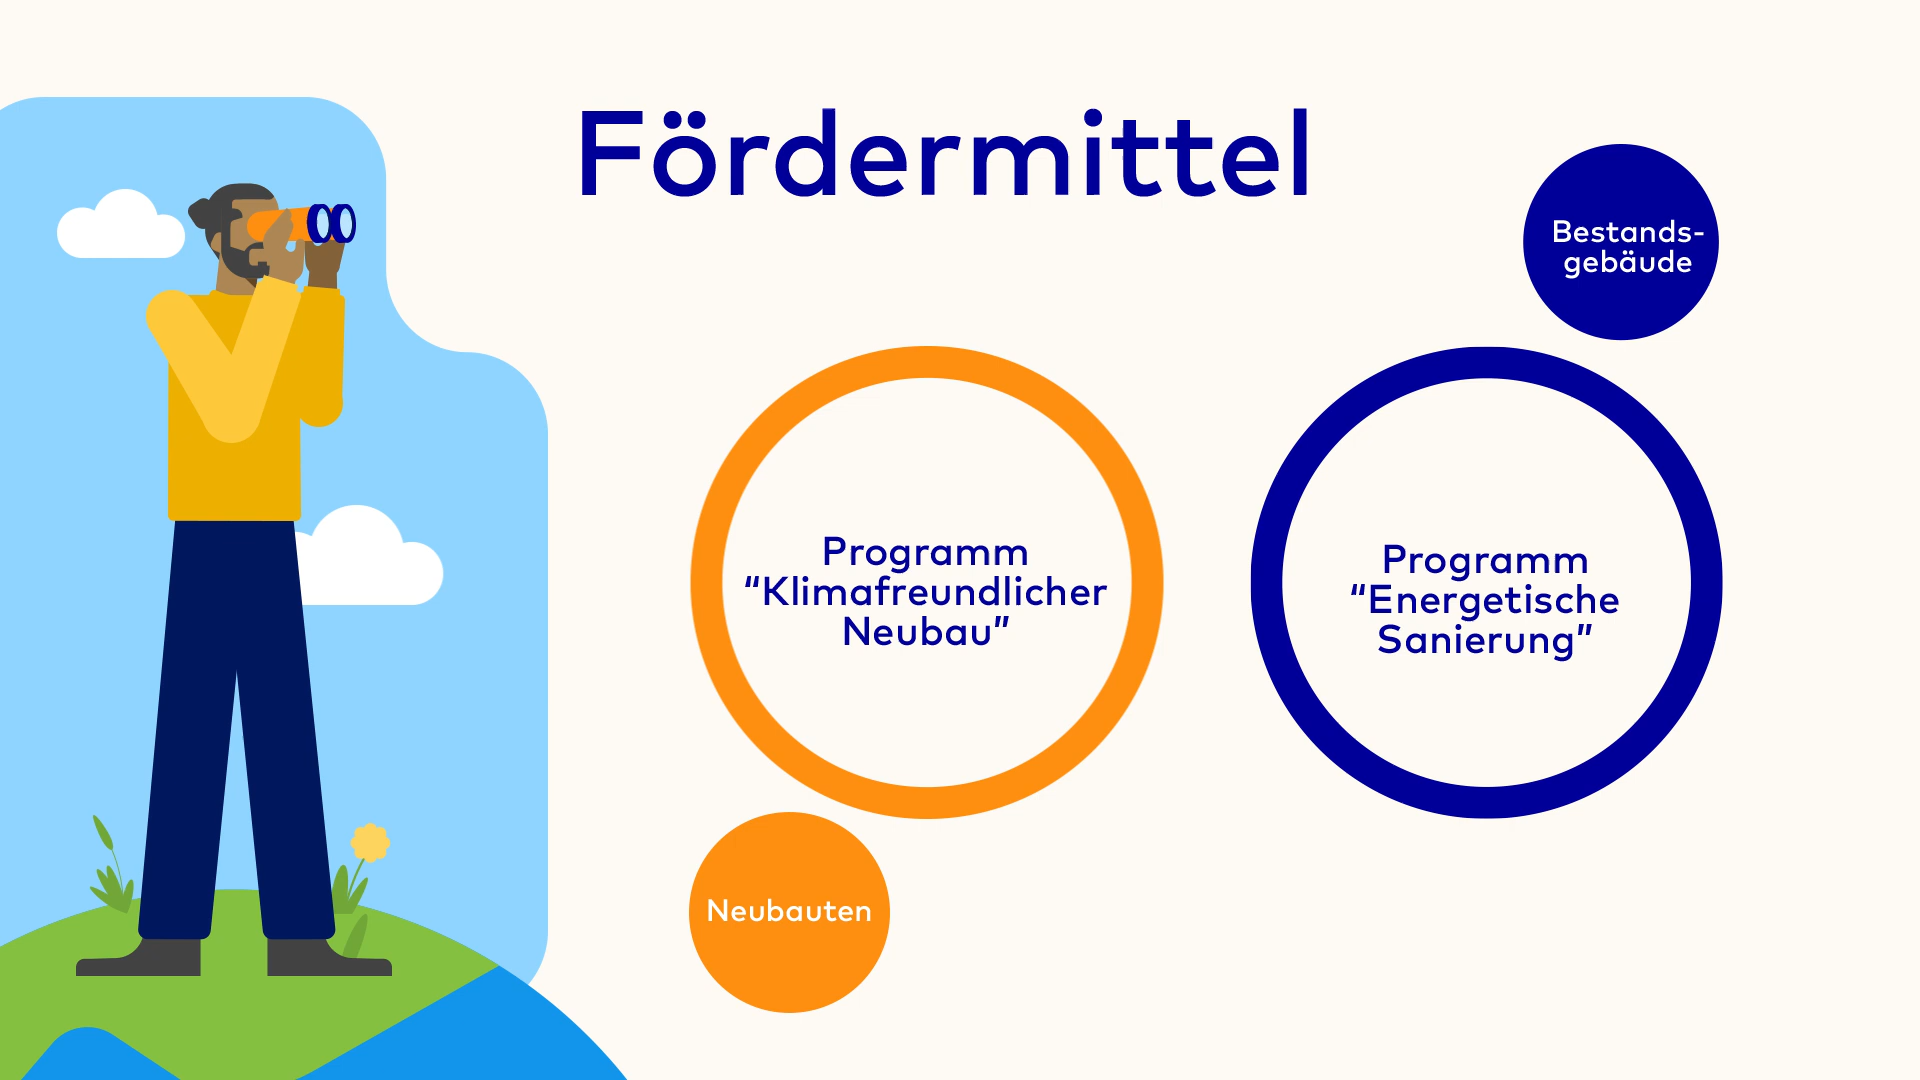 Fördermittel
Bestands-
gebäude
Programm
“Klimafreundlicher
Neubau”
Programm
“Energetische
Sanierung”
Neubauten